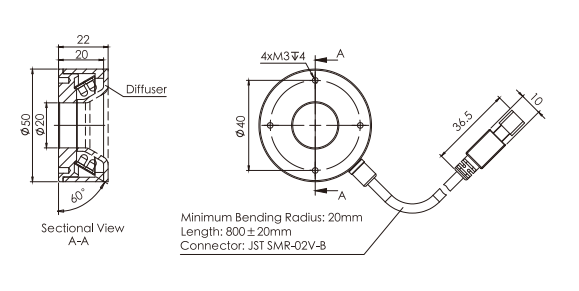 22
20
Diffuser
Ø50
Ø20
60°
Sectional View
A-A
4xM3↧4
A
Ø40
A
36.5
10
Minimum Bending Radius: 20mm
Length: 800±20mm
Connector: JST SMR-02V-B